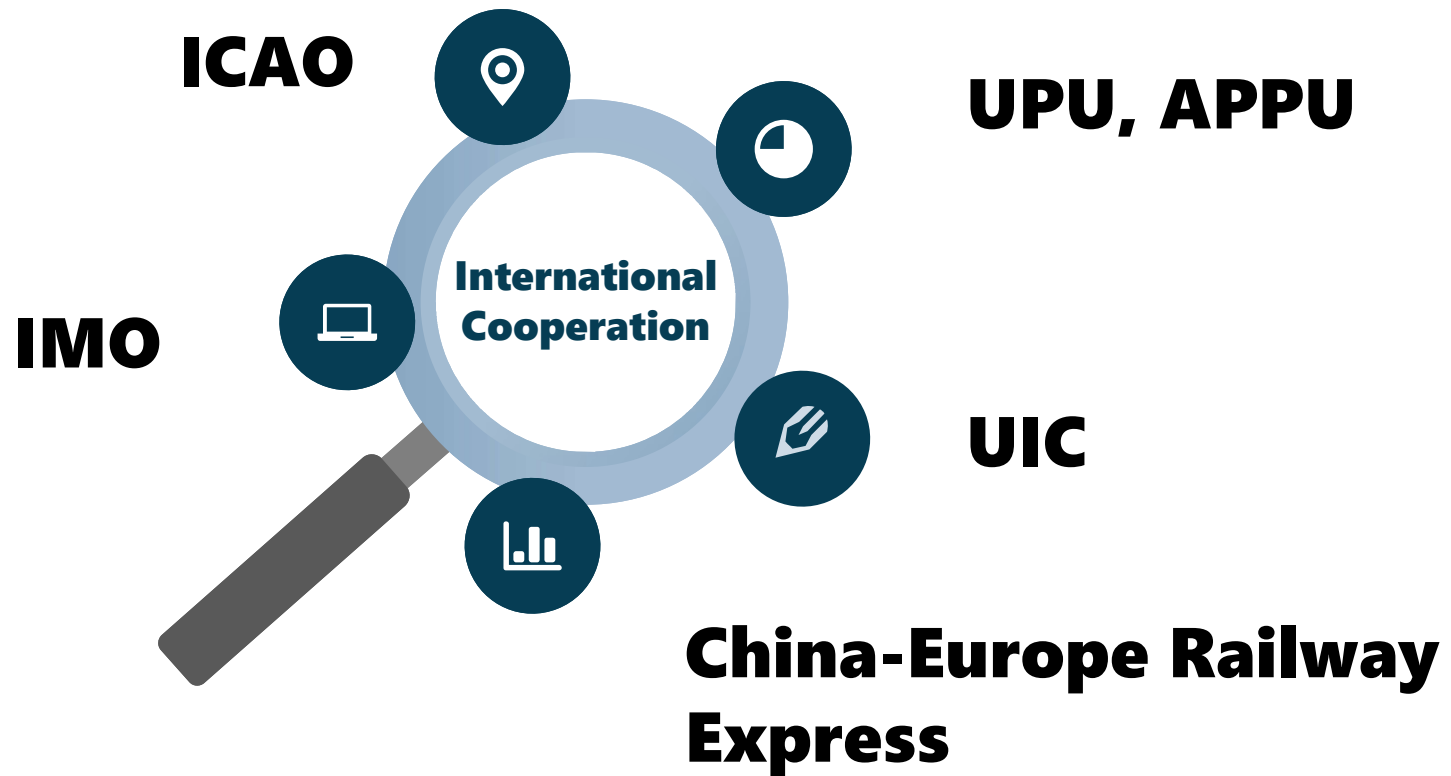 ICAO
UPU, APPU
International
Cooperation
IMO
UIC
China-Europe Railway
Express